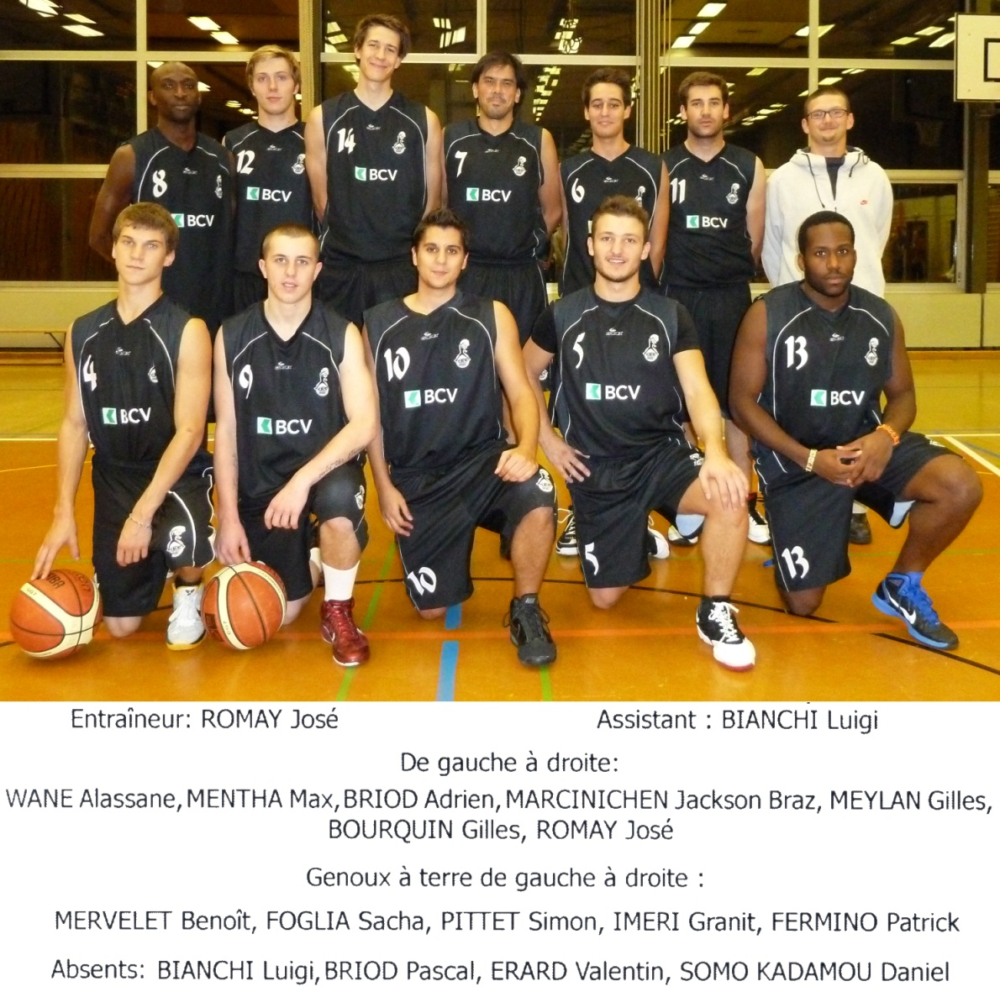 8
12
14
7
6
11
BCV
BCV
BCV
BCV
BCV
4
9
10
5
13
BCV
BCV
BCV
BCV
BCV
10
5
13
Entraîneur: ROMAY José
Assistant : BIANCHI Luigi
De gauche à droite:
WANE Alassane, MENTHA Max, BRIOD Adrien, MARCINICHEN Jackson Braz, MEYLAN Gilles,
BOURQUIN Gilles, ROMAY José
Genoux à terre de gauche à droite :
MERVELET Benoît, FOGLIA Sacha, PITTET Simon, IMERI Granit, FERMINO Patrick
Absents: BIANCHI Luigi, BRIOD Pascal, ERARD Valentin, SOMO KADAMOU Daniel